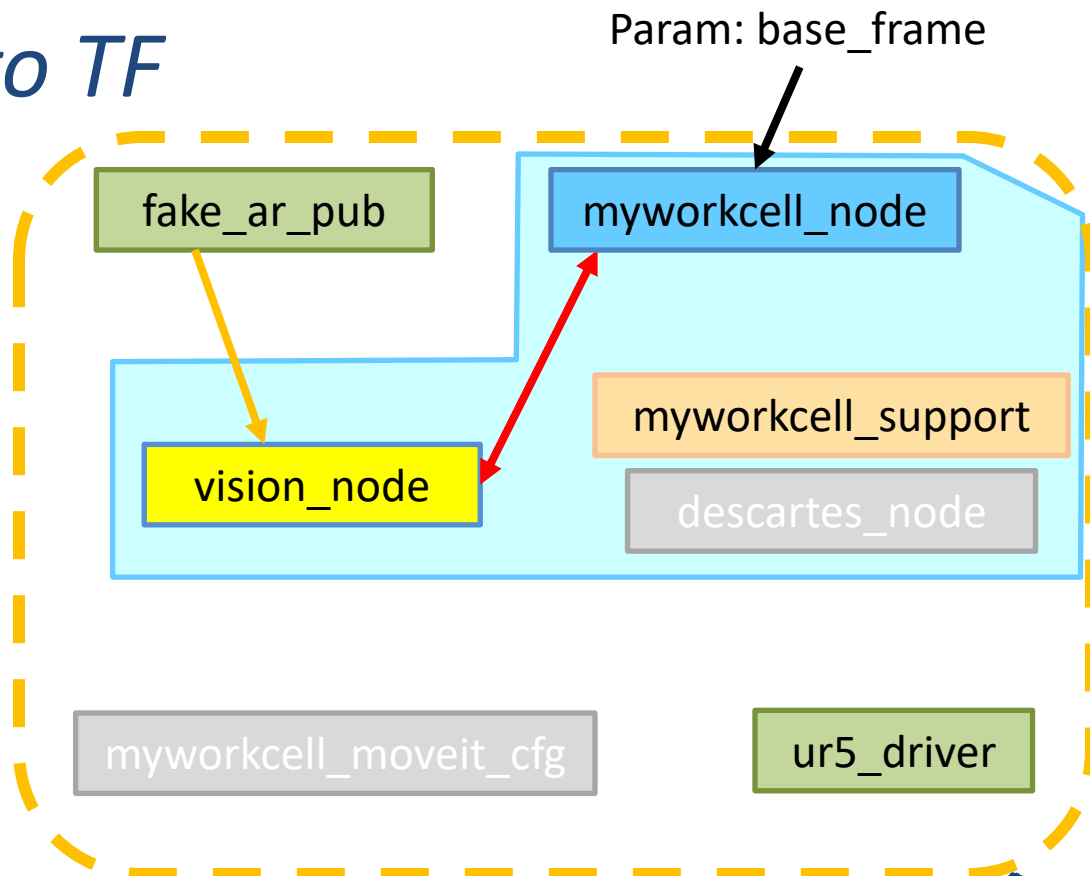 to TF
Param: base_frame
fake_ar_pub
myworkcell_node
myworkcell_support
vision_node
descartes_node
myworkcell_moveit_cfg
ur5_driver